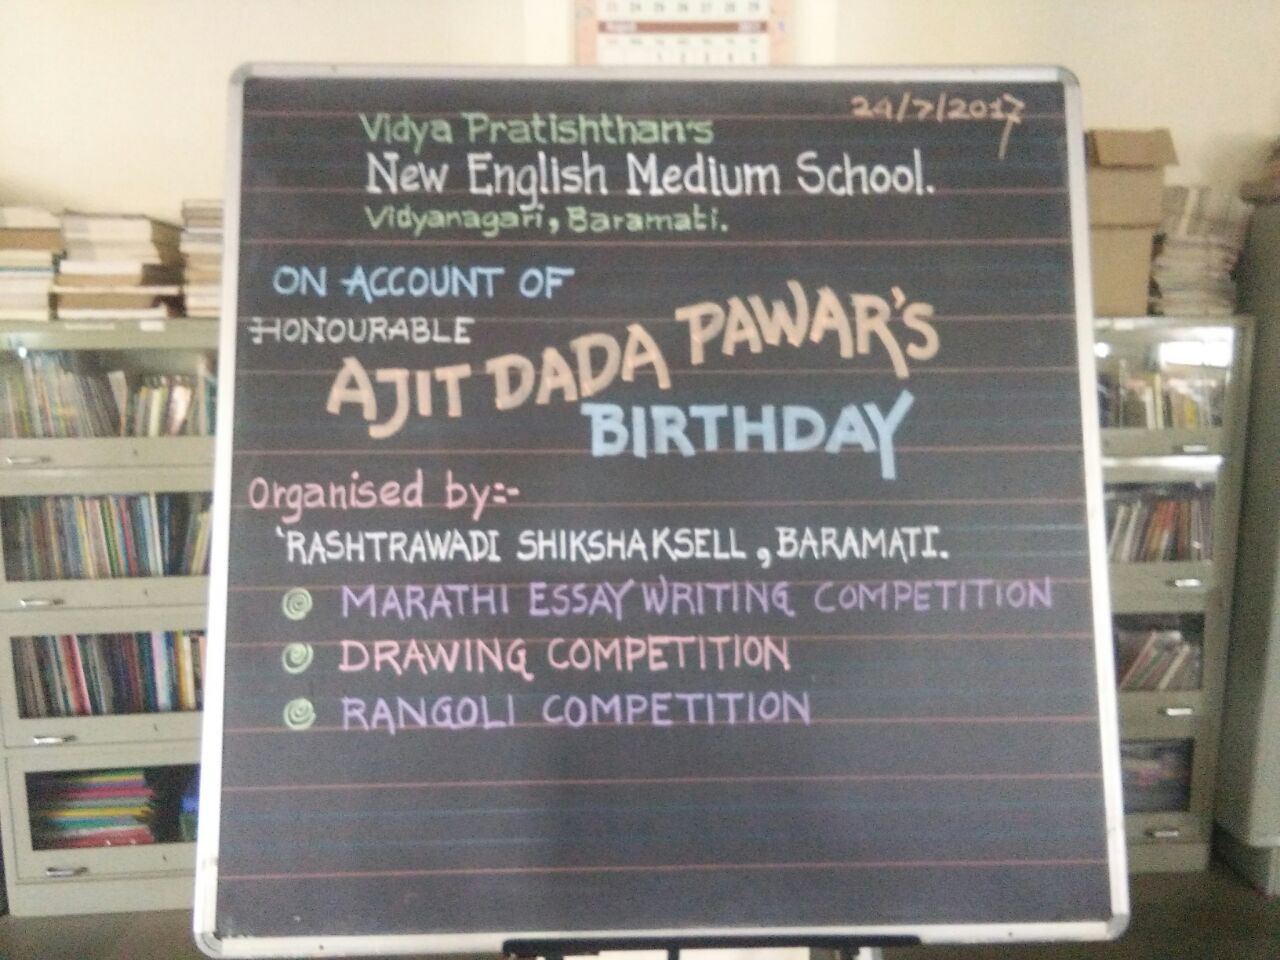 24/7/2017
Vidya Pratishthan's
New English Medium School.
Vidyanagari, Baramati.
ON ACCOUNT OF
HONOURABLE
AJIT DADA PAWAR'S
BIRTHDAY
Organised by:-
'RASHTRAWADI SHIKSHAKSELL, BARAMATI.
MARATHI ESSAY WRITING COMPETITION
DRAWING COMPETITION
RANGOLI COMPETITION